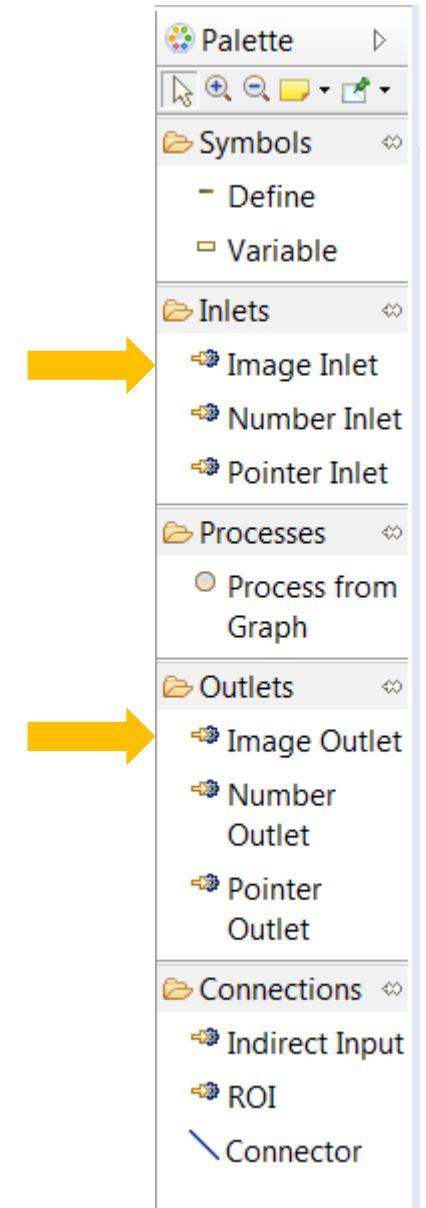 Palette
Symbols
Define
Variable
Inlets
Image Inlet
Number Inlet
Pointer Inlet
Processes
Process from
Graph
Outlets
Image Outlet
Number
Outlet
Pointer
Outlet
Connections
Indirect Input
ROI
Connector